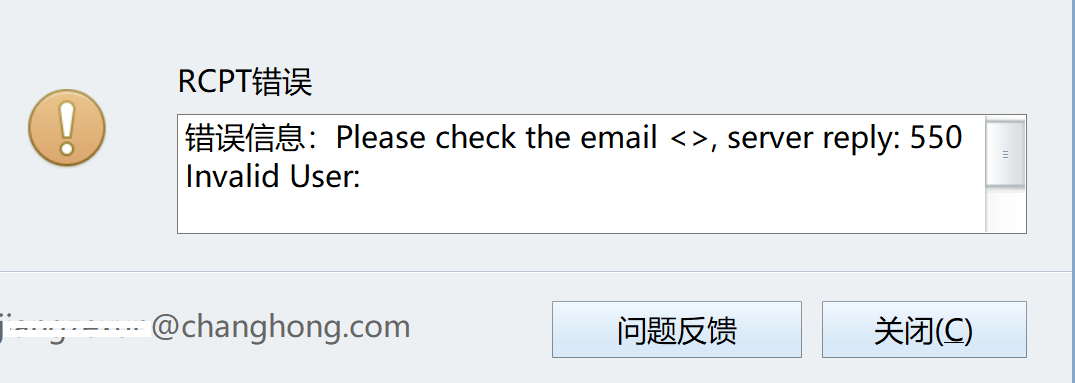 RCPT错误
错误信息：Please check the email <>, server reply: 550
Invalid User:
@changhong.com
问题反馈
关闭(C)